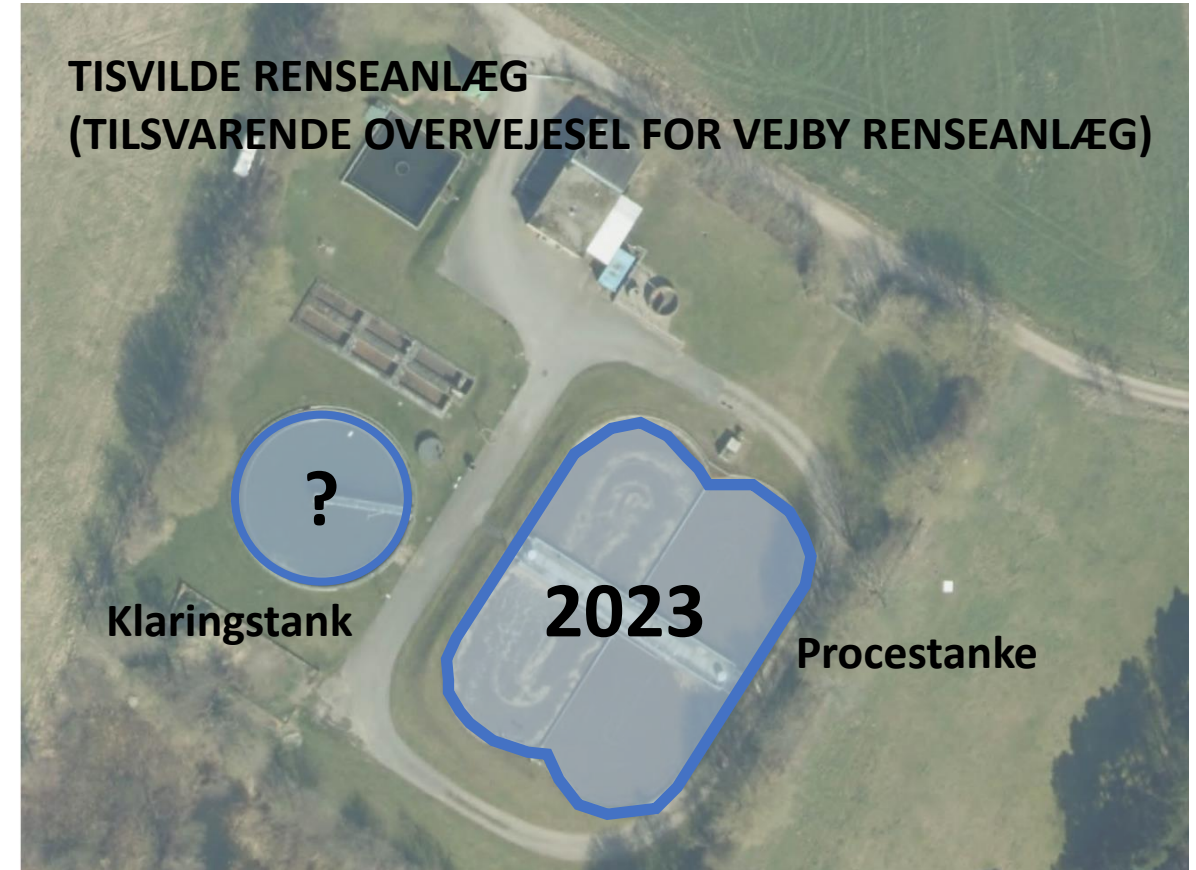 TISVILDE RENSEANLÆG
(TILSVARENDE OVERVEJESEL FOR VEJBY RENSEANLÆG)
?
2023
Klaringstank
Procestanke